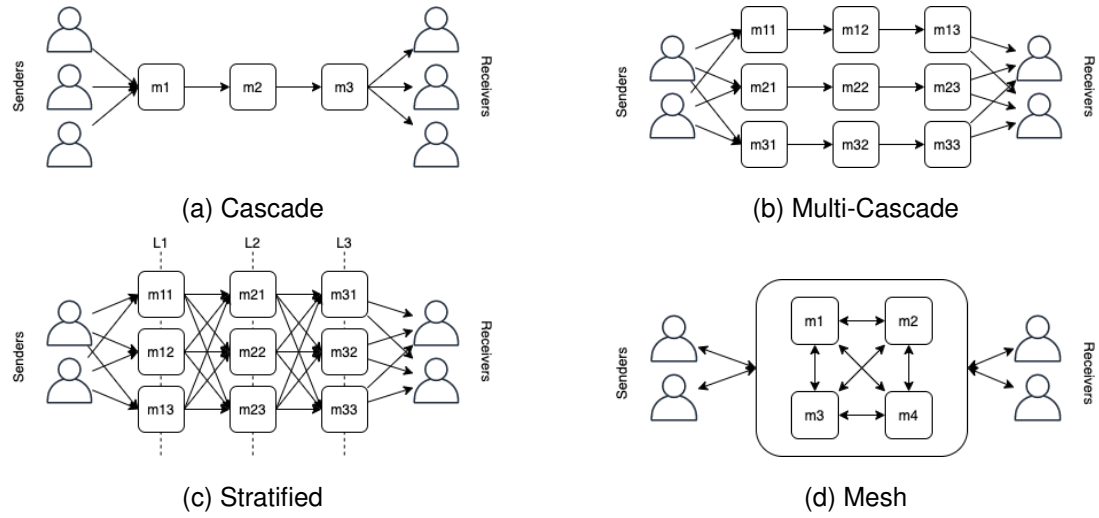 Senders
m1
m2
m3
Receivers
(a) Cascade
Senders
m11
m12
m13
m21
m22
m23
m31
m32
m33
Receivers
(b) Multi-Cascade
L1
L2
L3
Senders
m11
m21
m31
m12
m22
m32
m13
m23
m33
Receivers
(c) Stratified
Senders
m1
m2
m3
m4
Receivers
(d) Mesh